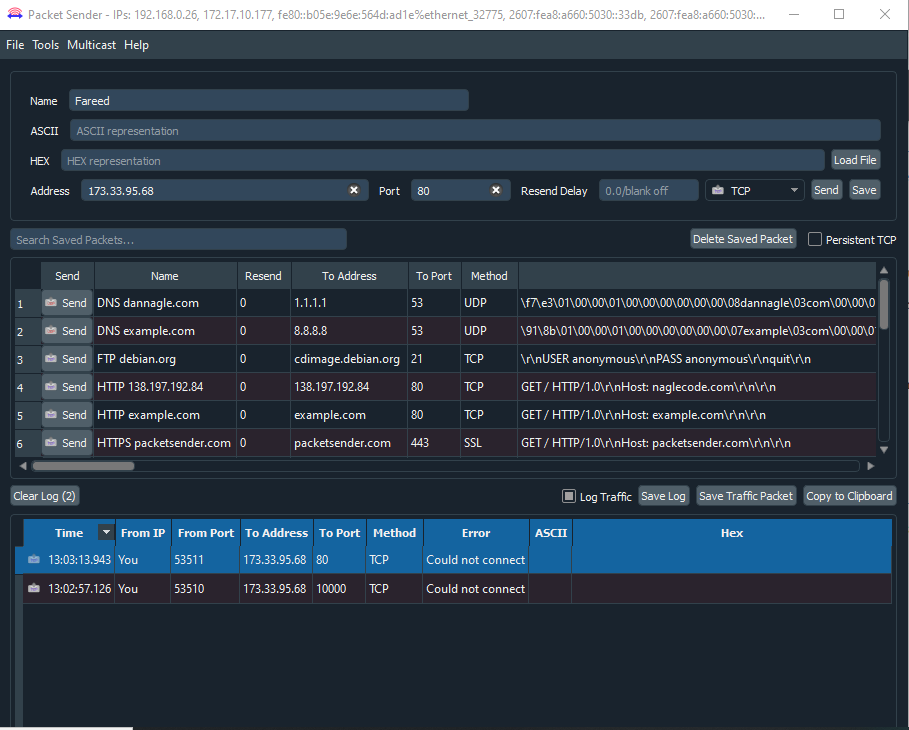 Packet Sender - IPs: 192.168.0.26, 172.17.10.177, fe80::b05e:9e6e:564d:ad1e%ethernet_32775, 2607:fea8:a660:5030::33db, 2607:fea8:a660:5030:...
File Tools Multicast Help
Name Fareed
ASCII ASCII representation
HEX HEX representation Load File
Address 173.33.95.68 Port 80 Resend Delay 0.0/blank off TCP Send Save
Search Saved Packets... Delete Saved Packet Persistent TCP
Send Name Resend To Address To Port Method
1 Send DNS dannagle.com 0 1.1.1.1 53 UDP \f7\e3\01\00\00\01\00\00\00\00\00\00\08dannagle\03com\00\00\0
2 Send DNS example.com 0 8.8.8.8 53 UDP \91\8b\01\00\00\01\00\00\00\00\00\00\07example\03com\00\00\01
3 Send FTP debian.org 0 cdimage.debian.org 21 TCP \r\nUSER anonymous\r\nPASS anonymous\r\nquit\r\n
4 Send HTTP 138.197.192.84 0 138.197.192.84 80 TCP GET / HTTP/1.0\r\nHost: naglecode.com\r\n\r\n
5 Send HTTP example.com 0 example.com 80 TCP GET / HTTP/1.0\r\nHost: example.com\r\n\r\n
6 Send HTTPS packetsender.com 0 packetsender.com 443 SSL GET / HTTP/1.0\r\nHost: packetsender.com\r\n\r\n
Clear Log (2) Log Traffic Save Log Save Traffic Packet Copy to Clipboard
Time From IP From Port To Address To Port Method Error ASCII Hex
13:03:13.943 You 53511 173.33.95.68 80 TCP Could not connect
13:02:57.126 You 53510 173.33.95.68 10000 TCP Could not connect